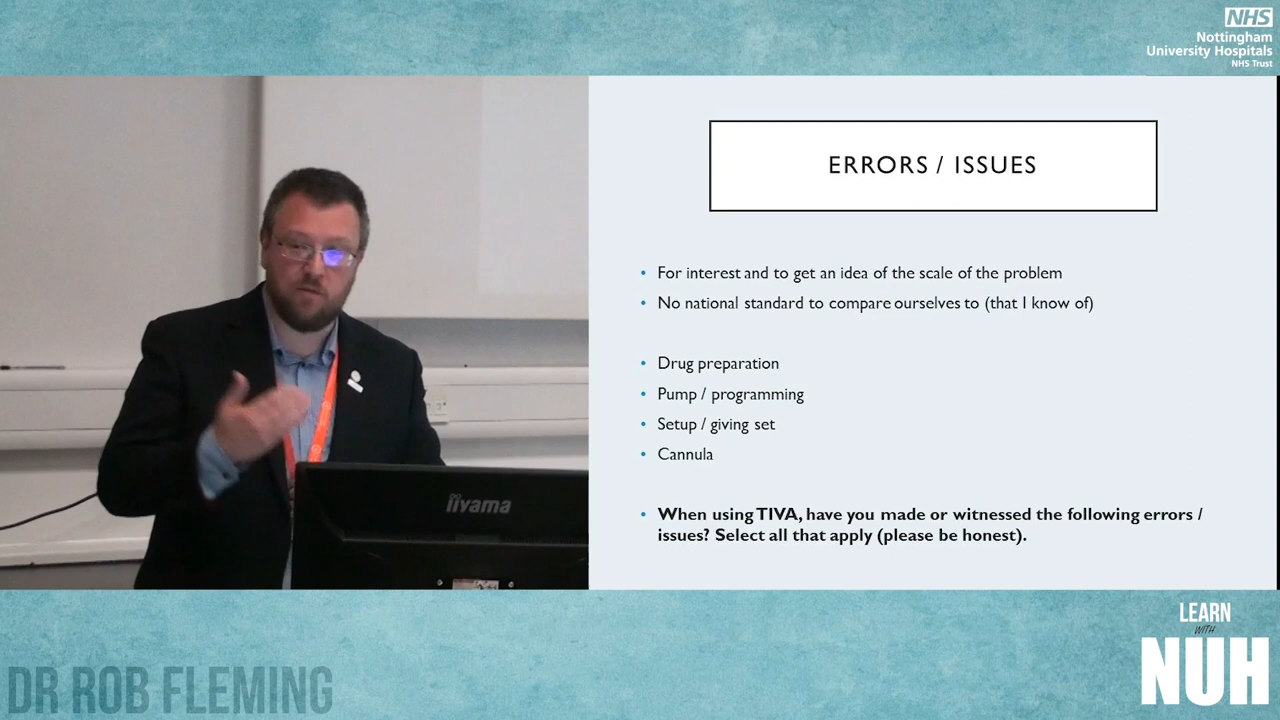 NHS
Nottingham
University Hospitals
NHS Trust
ERRORS / ISSUES
• For interest and to get an idea of the scale of the problem
• No national standard to compare ourselves to (that I know of)
• Drug preparation
• Pump / programming
• Setup / giving set
• Cannula
• When using TIVA, have you made or witnessed the following errors /
issues? Select all that apply (please be honest).
iiyama
DR ROB FLEMING
LEARN
WITH
NUH